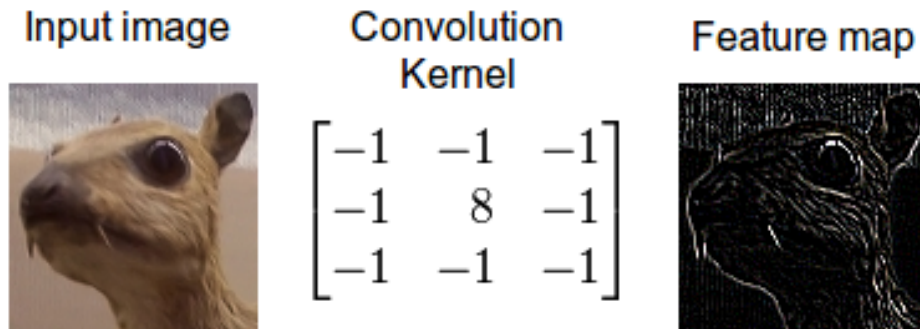 Input image
Convolution
Kernel
Feature map
-1 -1 -1
-1 8 -1
-1 -1 -1